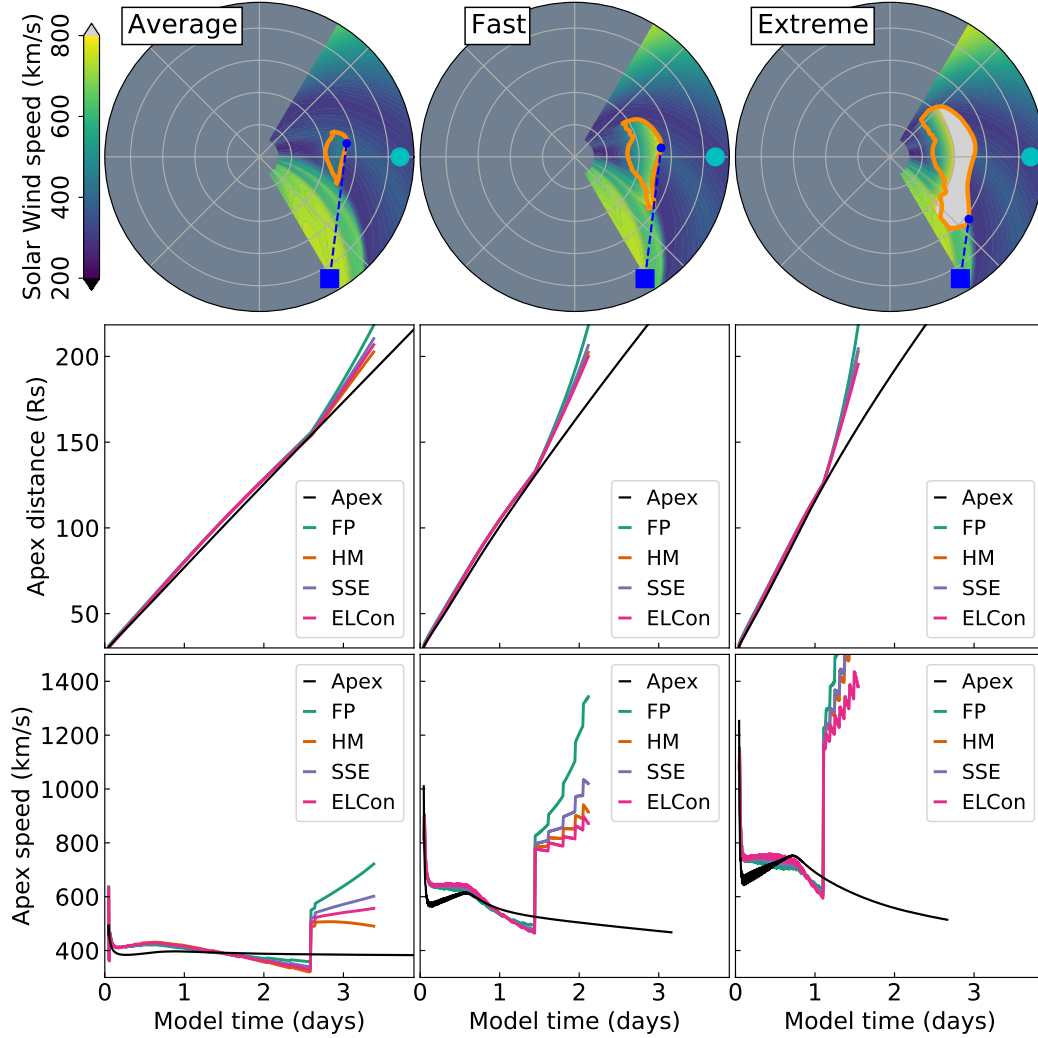 Average
Fast
Extreme
Solar Wind speed (km/s)
800
600
400
200
Apex distance (Rs)
200
150
100
50
Apex
FP
HM
SSE
ELCon
Apex
FP
HM
SSE
ELCon
Apex
FP
HM
SSE
ELCon
Apex speed (km/s)
1400
1200
1000
800
600
400
Apex
FP
HM
SSE
ELCon
Apex
FP
HM
SSE
ELCon
Apex
FP
HM
SSE
ELCon
0 1 2 3
0 1 2 3
0 1 2 3
Model time (days)
Model time (days)
Model time (days)